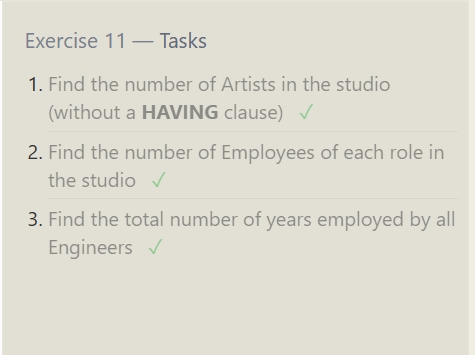 Exercise 11 — Tasks
1. Find the number of Artists in the studio
(without a HAVING clause) ✓
2. Find the number of Employees of each role in
the studio ✓
3. Find the total number of years employed by all
Engineers ✓